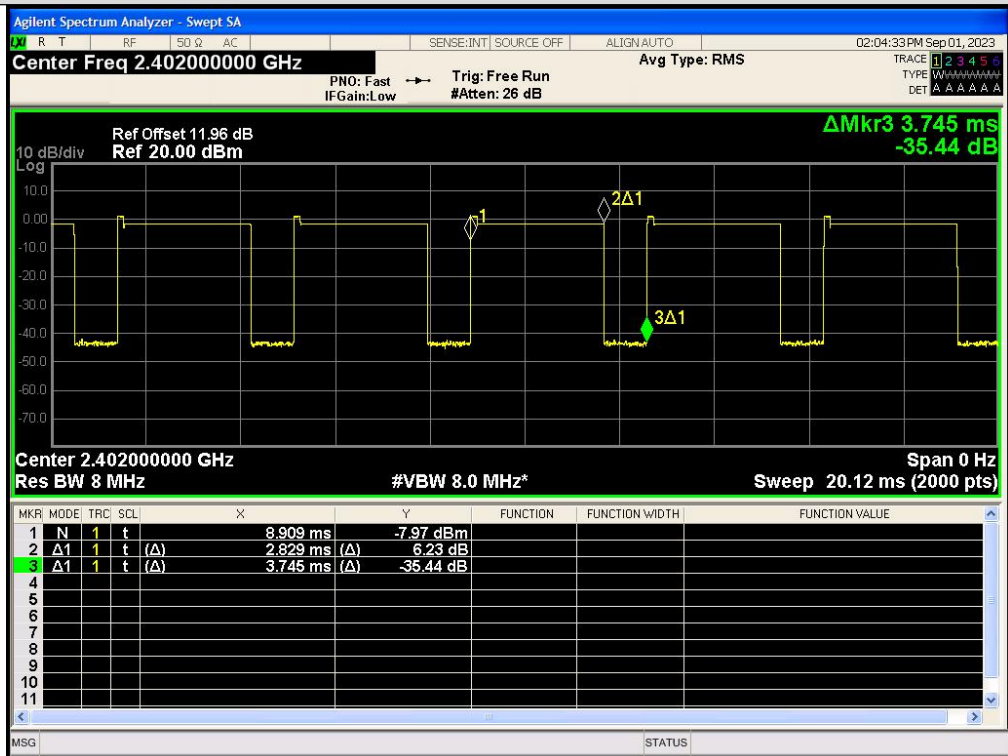 Agilent Spectrum Analyzer - Swept SA
LXI R T RF 50 Ω AC SENSE:INT SOURCE OFF ALIGN AUTO 02:04:33 PM Sep 01, 2023
Center Freq 2.402000000 GHz
PNO: Fast
IFGain:Low
Trig: Free Run
#Atten: 26 dB
Avg Type: RMS
TRACE 1 2 3 4 5 6
TYPE WWWWWW
DET A A A A A A
ΔMkr3 3.745 ms
-35.44 dB
Ref Offset 11.96 dB
10 dB/div Ref 20.00 dBm
Log
10.0
0.00
-10.0
-20.0
-30.0
-40.0
-50.0
-60.0
-70.0
1
2Δ1
3Δ1
Center 2.402000000 GHz Span 0 Hz
Res BW 8 MHz #VBW 8.0 MHz* Sweep 20.12 ms (2000 pts)
MKR MODE TRC SCL X Y FUNCTION FUNCTION WIDTH FUNCTION VALUE
1 N 1 t 8.909 ms -7.97 dBm
2 Δ1 1 t (Δ) 2.829 ms (Δ) 6.23 dB
3 Δ1 1 t (Δ) 3.745 ms (Δ) -35.44 dB
4
5
6
7
8
9
10
11
MSG STATUS